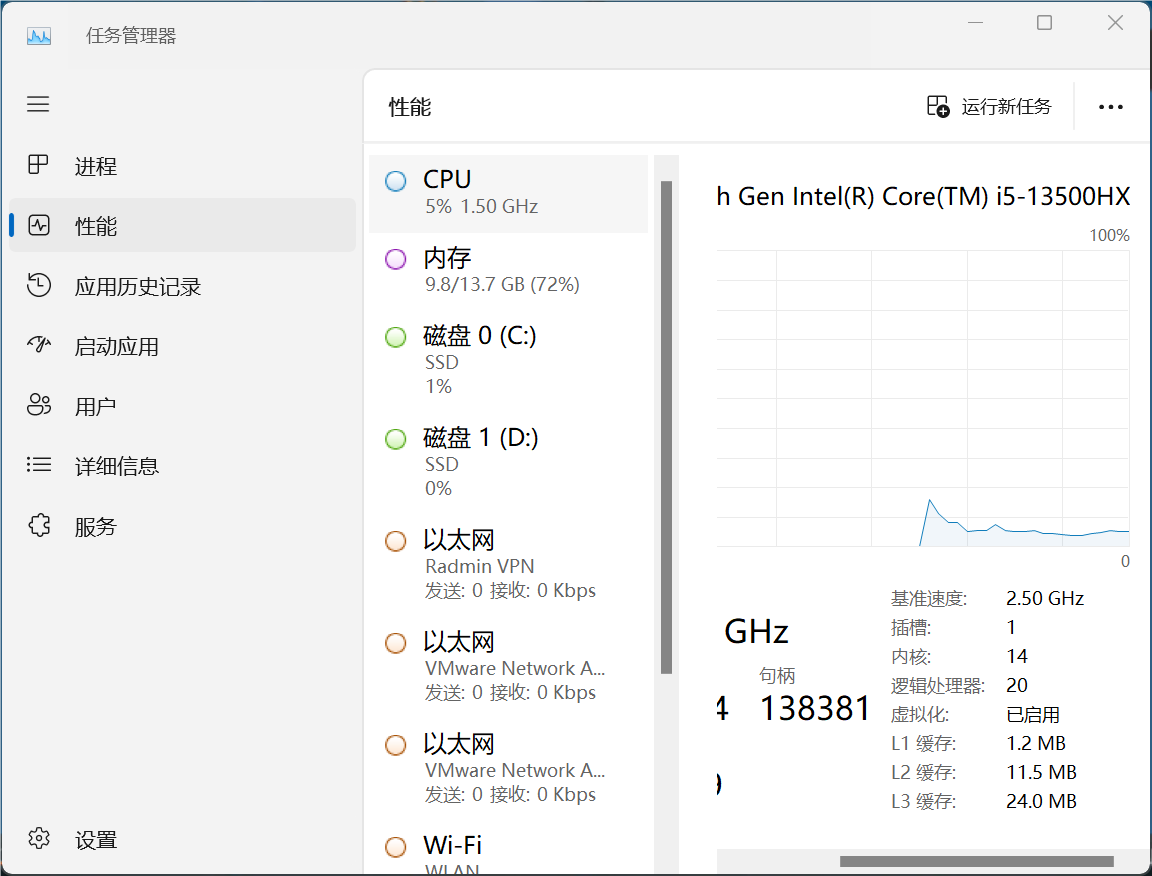 任务管理器
性能
运行新任务
进程
性能
应用历史记录
启动应用
用户
详细信息
服务
设置
CPU
5% 1.50 GHz
内存
9.8/13.7 GB (72%)
磁盘 0 (C:)
SSD
1%
磁盘 1 (D:)
SSD
0%
以太网
Radmin VPN
发送: 0 接收: 0 Kbps
以太网
VMware Network A...
发送: 0 接收: 0 Kbps
以太网
VMware Network A...
发送: 0 接收: 0 Kbps
Wi-Fi
WLAN
h Gen Intel(R) Core(TM) i5-13500HX
100%
0
GHz
句柄
4 138381
基准速度: 2.50 GHz
插槽: 1
内核: 14
逻辑处理器: 20
虚拟化: 已启用
L1 缓存: 1.2 MB
L2 缓存: 11.5 MB
L3 缓存: 24.0 MB